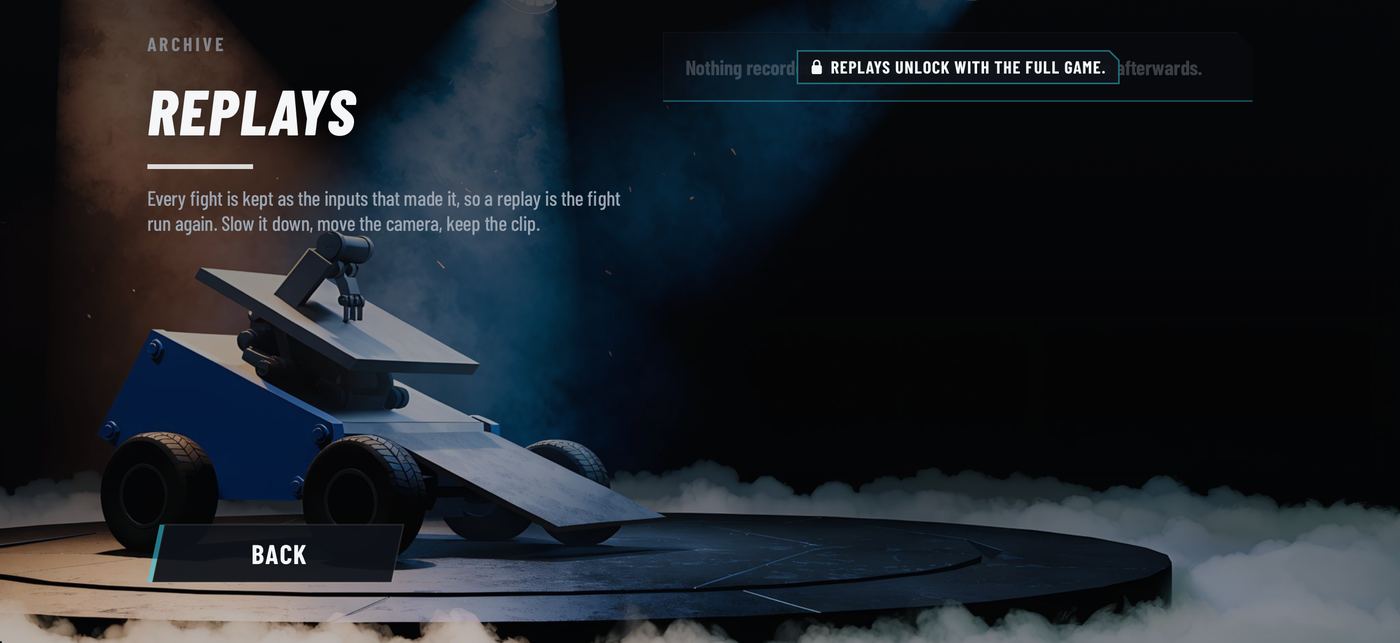 ARCHIVE
REPLAYS
Every fight is kept as the inputs that made it, so a replay is the fight
run again. Slow it down, move the camera, keep the clip.
Nothing
REPLAYS UNLOCK WITH THE FULL GAME.
afterwards.
BACK